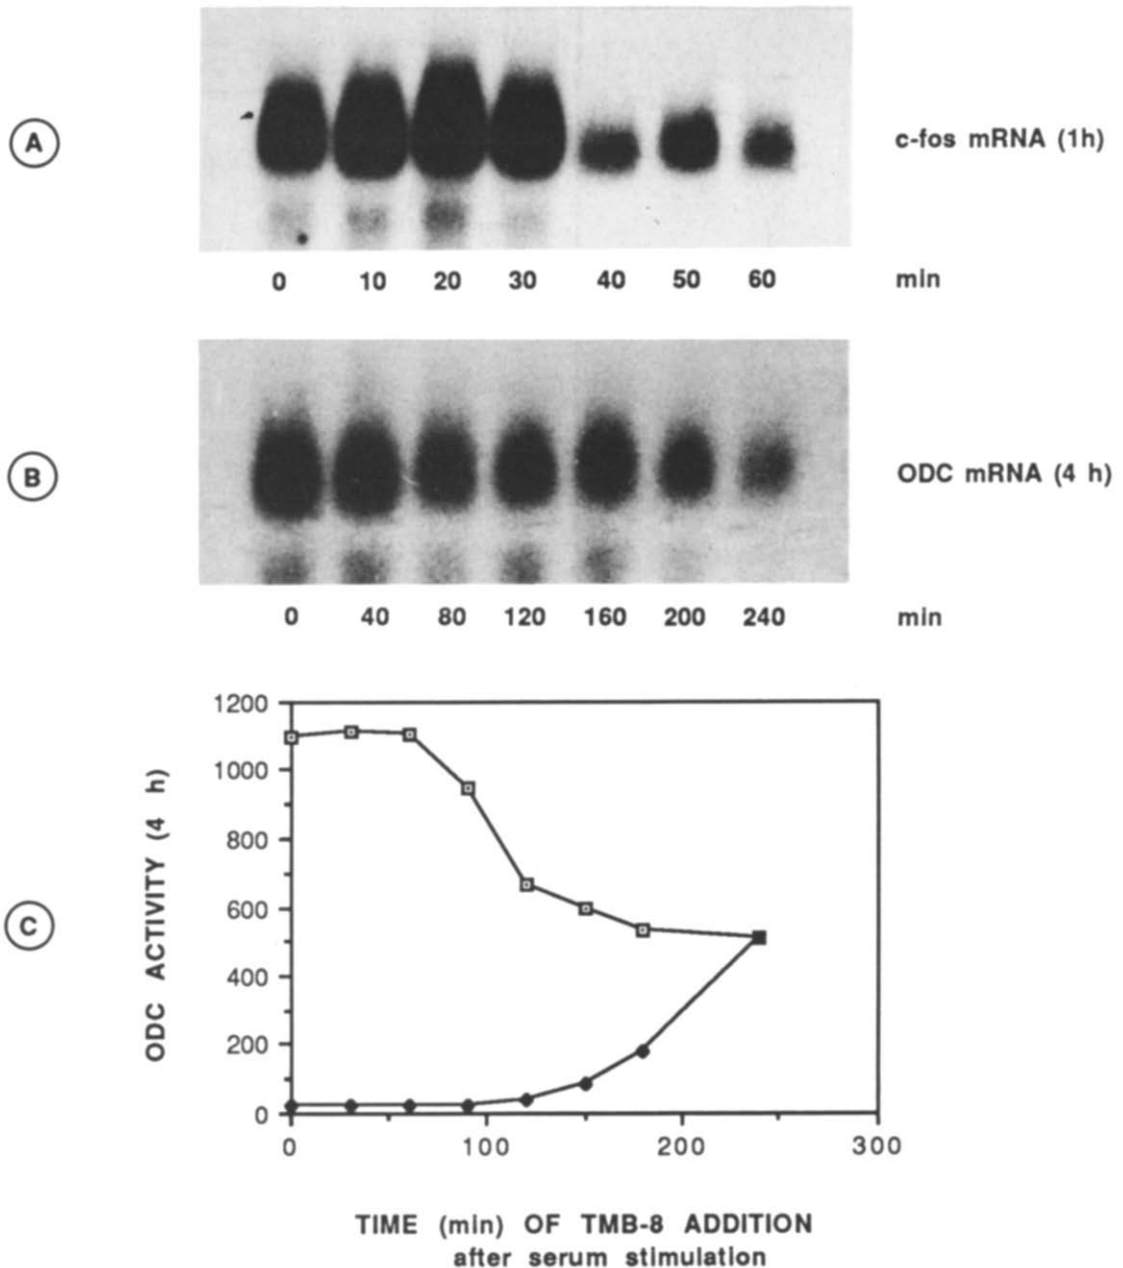 A
c-fos mRNA (1h)
0 10 20 30 40 50 60 min
B
ODC mRNA (4 h)
0 40 80 120 160 200 240 min
C
ODC ACTIVITY (4 h)
1200
1000
800
600
400
200
0
0 100 200 300
TIME (min) OF TMB-8 ADDITION
after serum stimulation